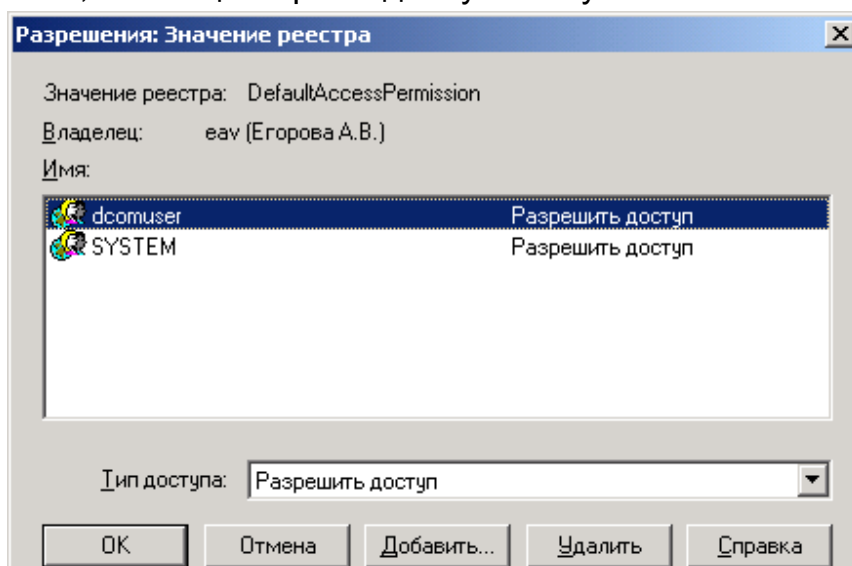 Разрешения: Значение реестра
Значение реестра: DefaultAccessPermission
Владелец: eav (Егорова А.В.)
Имя:
dcomuser Разрешить доступ
SYSTEM Разрешить доступ
Тип доступа: Разрешить доступ
OK Отмена Добавить... Удалить Справка